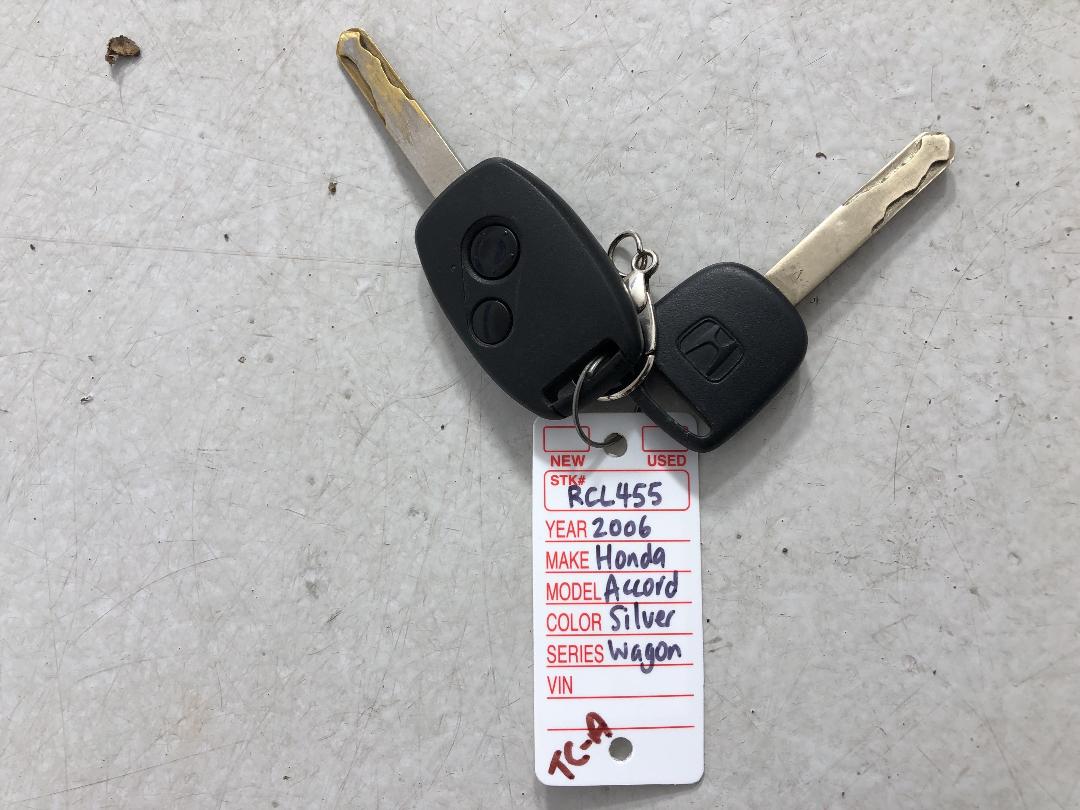 NEW USED
STK# RCL455
YEAR 2006
MAKE Honda
MODEL Accord
COLOR Silver
SERIES Wagon
VIN
TC-A